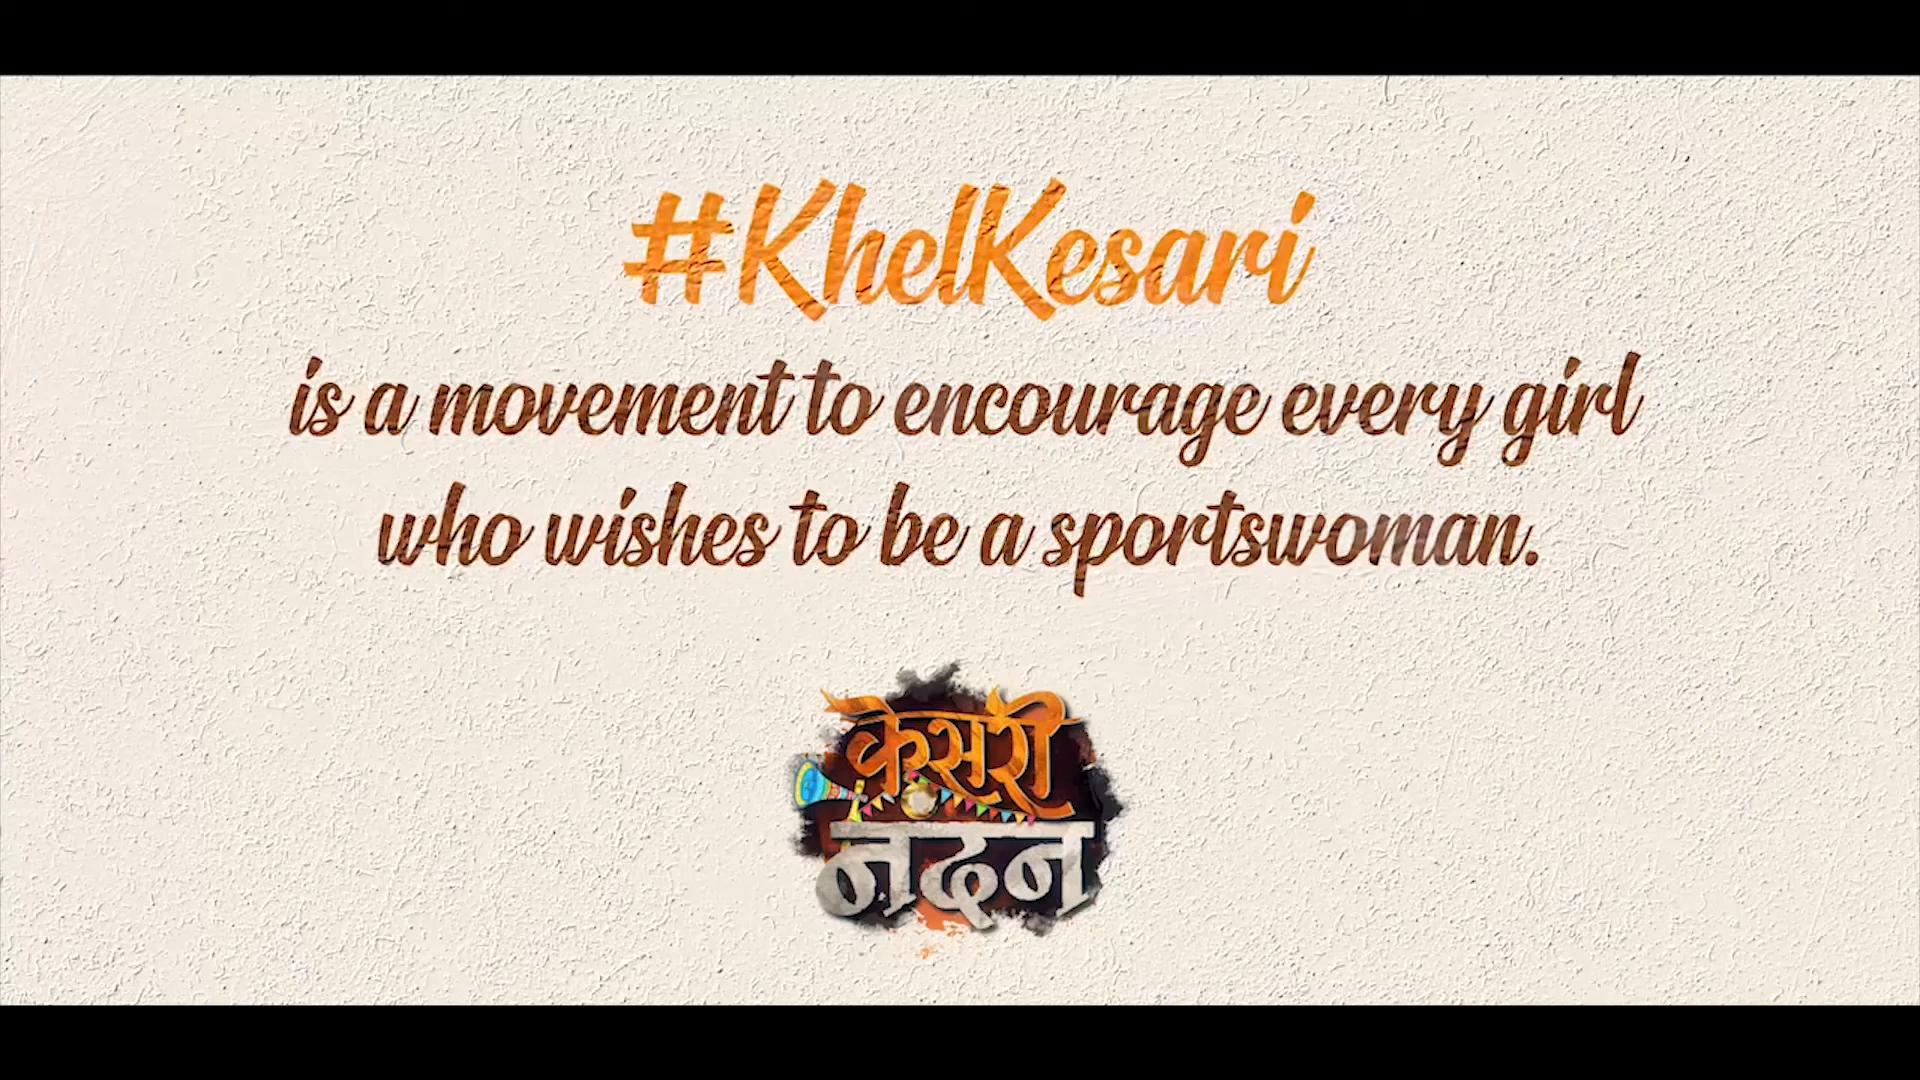 #KhelKesari
is a movement to encourage every girl
who wishes to be a sportswoman.
केसरी
नंदन